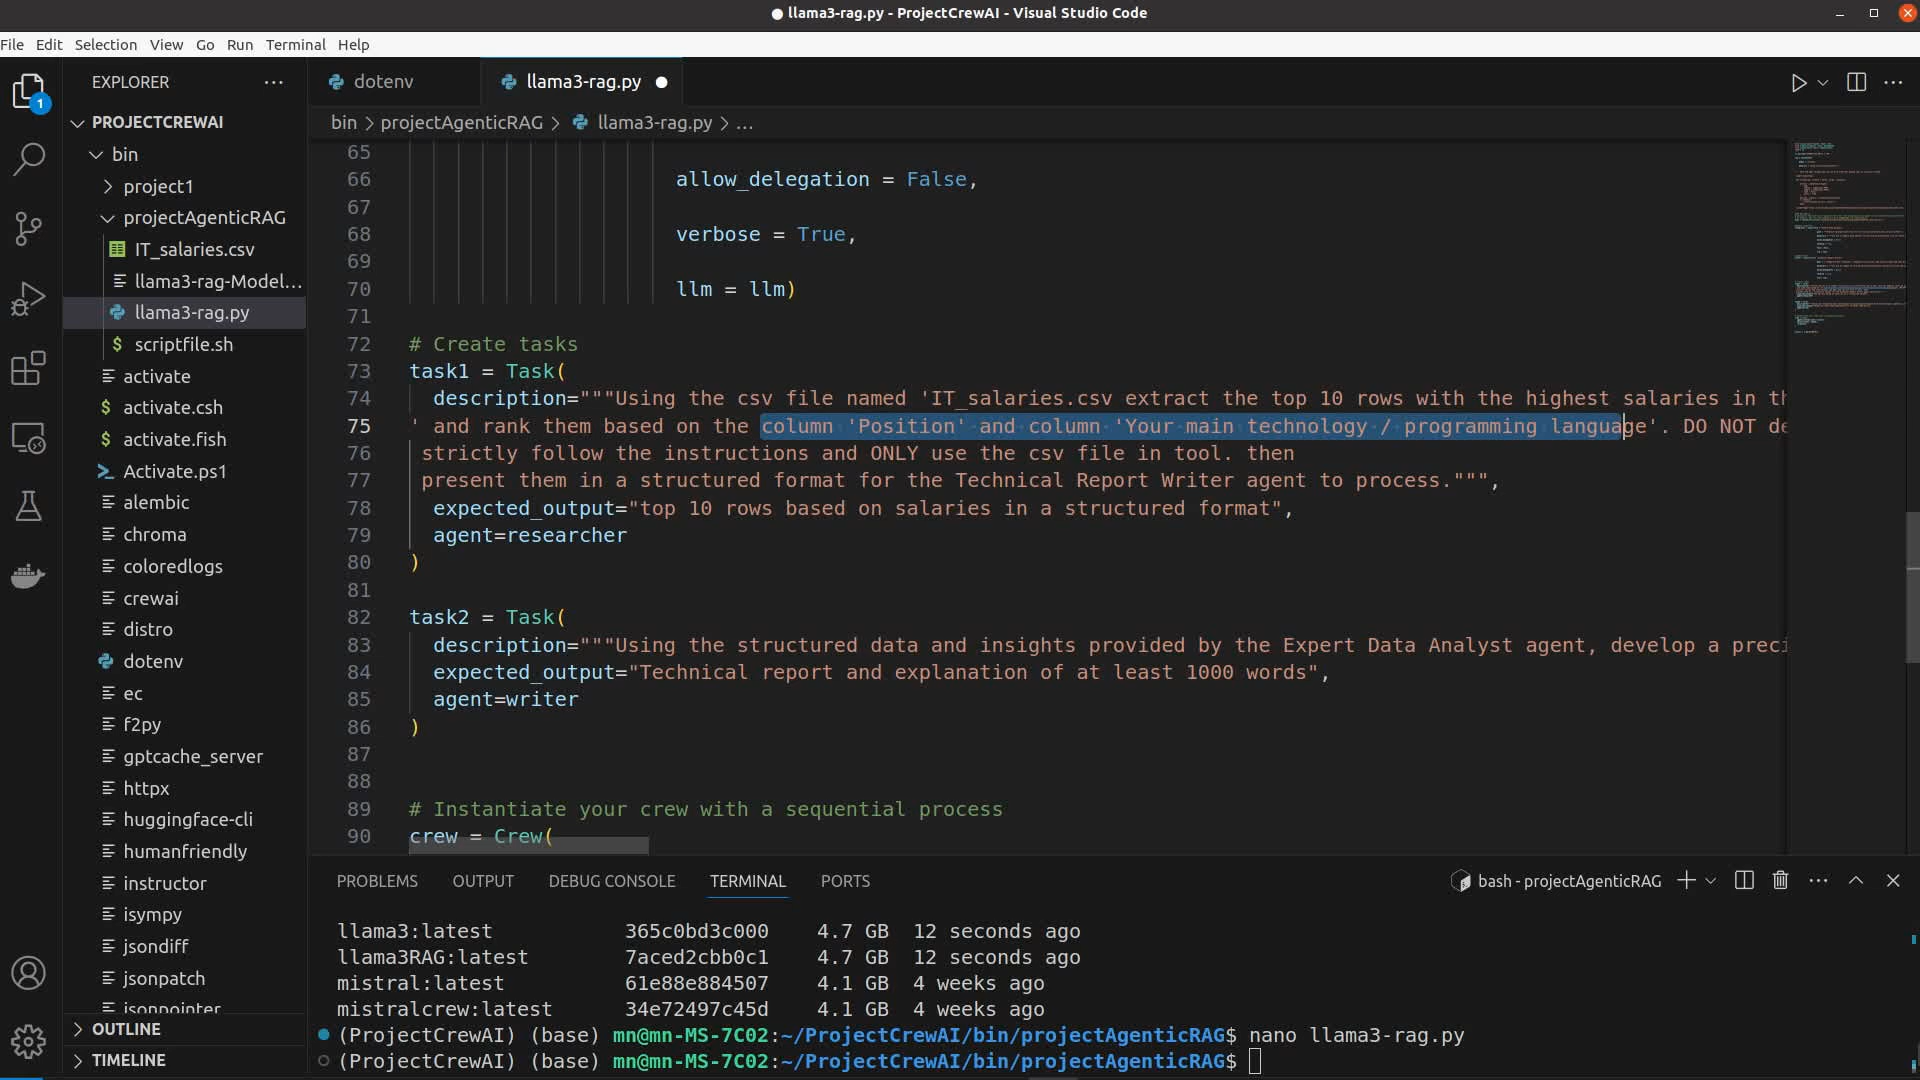 llama3-rag.py - ProjectCrewAI - Visual Studio Code
File Edit Selection View Go Run Terminal Help
EXPLORER
1
PROJECTCREWAI
bin
project1
projectAgenticRAG
IT_salaries.csv
llama3-rag-Model...
llama3-rag.py
scriptfile.sh
activate
activate.csh
activate.fish
Activate.ps1
alembic
chroma
coloredlogs
crewai
distro
dotenv
ec
f2py
gptcache_server
httpx
huggingface-cli
humanfriendly
instructor
isympy
jsondiff
jsonpatch
jsonpointer
OUTLINE
TIMELINE
dotenv
llama3-rag.py
bin > projectAgenticRAG > llama3-rag.py > ...
65
66 allow_delegation = False,
67
68 verbose = True,
69
70 llm = llm)
71
72 # Create tasks
73 task1 = Task(
74 description="""Using the csv file named 'IT_salaries.csv extract the top 10 rows with the highest salaries in th
75 ' and rank them based on the column 'Position' and column 'Your main technology / programming language'. DO NOT de
76 strictly follow the instructions and ONLY use the csv file in tool. then
77 present them in a structured format for the Technical Report Writer agent to process.""",
78 expected_output="top 10 rows based on salaries in a structured format",
79 agent=researcher
80 )
81
82 task2 = Task(
83 description="""Using the structured data and insights provided by the Expert Data Analyst agent, develop a preci
84 expected_output="Technical report and explanation of at least 1000 words",
85 agent=writer
86 )
87
88
89 # Instantiate your crew with a sequential process
90 crew = Crew(
PROBLEMS OUTPUT DEBUG CONSOLE TERMINAL PORTS
bash - projectAgenticRAG
llama3:latest 365c0bd3c000 4.7 GB 12 seconds ago
llama3RAG:latest 7aced2cbb0c1 4.7 GB 12 seconds ago
mistral:latest 61e88e884507 4.1 GB 4 weeks ago
mistralcrew:latest 34e72497c45d 4.1 GB 4 weeks ago
(ProjectCrewAI) (base) mn@mn-MS-7C02:~/ProjectCrewAI/bin/projectAgenticRAG$ nano llama3-rag.py
(ProjectCrewAI) (base) mn@mn-MS-7C02:~/ProjectCrewAI/bin/projectAgenticRAG$